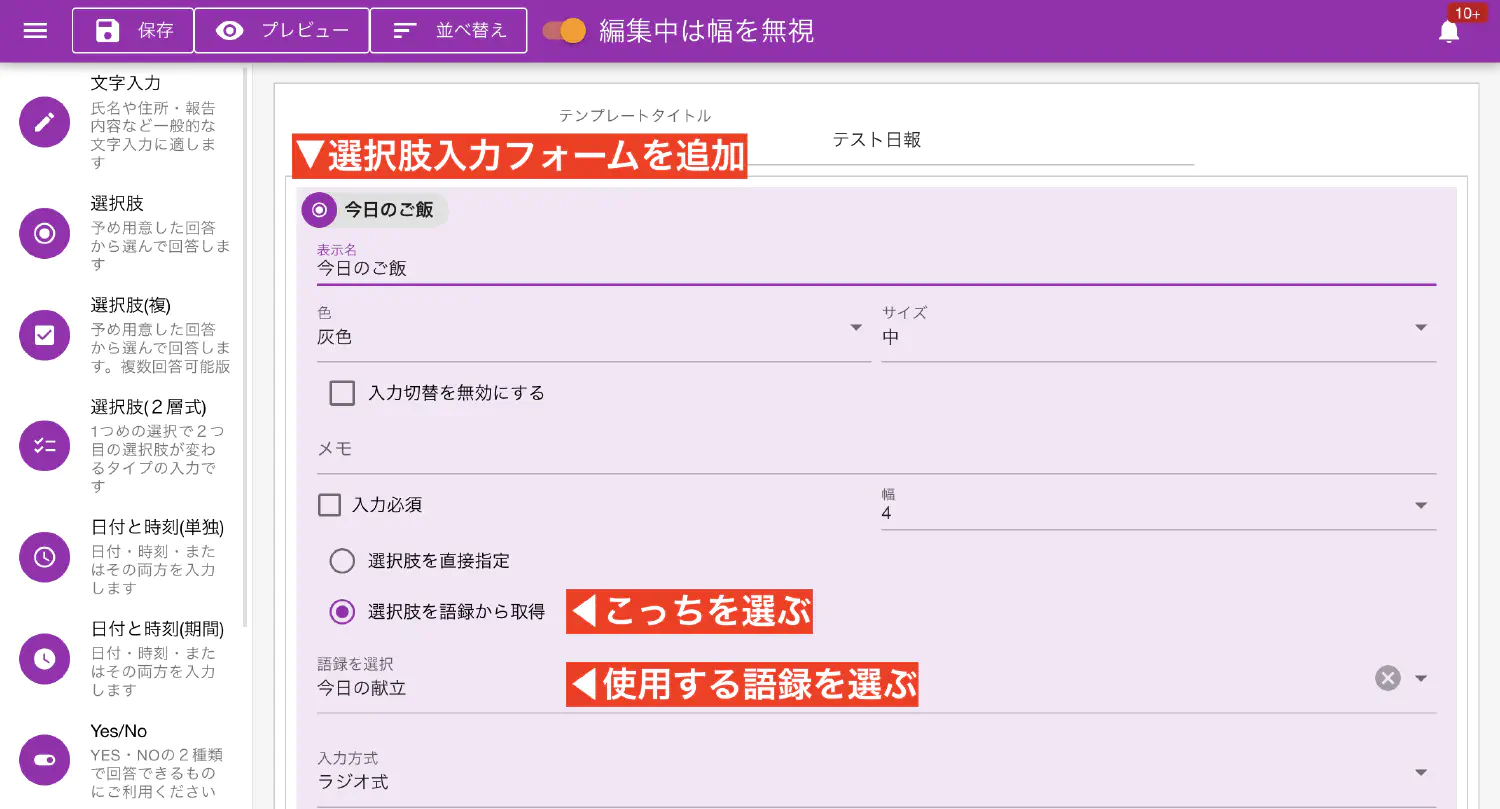 保存
プレビュー
並べ替え
編集中は幅を無視
10+
文字入力
氏名や住所・報告
内容など一般的な
文字入力に適しま
す
選択肢
予め用意した回答
から選んで回答しま
す
選択肢(複)
予め用意した回答
から選んで回答しま
す。複数回答可能版
選択肢(２層式)
1つめの選択で２つ
目の選択肢が変わ
るタイプの入力で
す
日付と時刻(単独)
日付・時刻・また
はその両方を入力
します
日付と時刻(期間)
日付・時刻・また
はその両方を入力
します
Yes/No
YES・NOの２種類
で回答できるもの
にご利用ください
テンプレートタイトル
テスト日報
▼選択肢入力フォームを追加
今日のご飯
表示名
今日のご飯
色
灰色
サイズ
中
入力切替を無効にする
メモ
入力必須
幅
4
選択肢を直接指定
選択肢を語録から取得
◀こっちを選ぶ
語録を選択
今日の献立
◀使用する語録を選ぶ
入力方式
ラジオ式